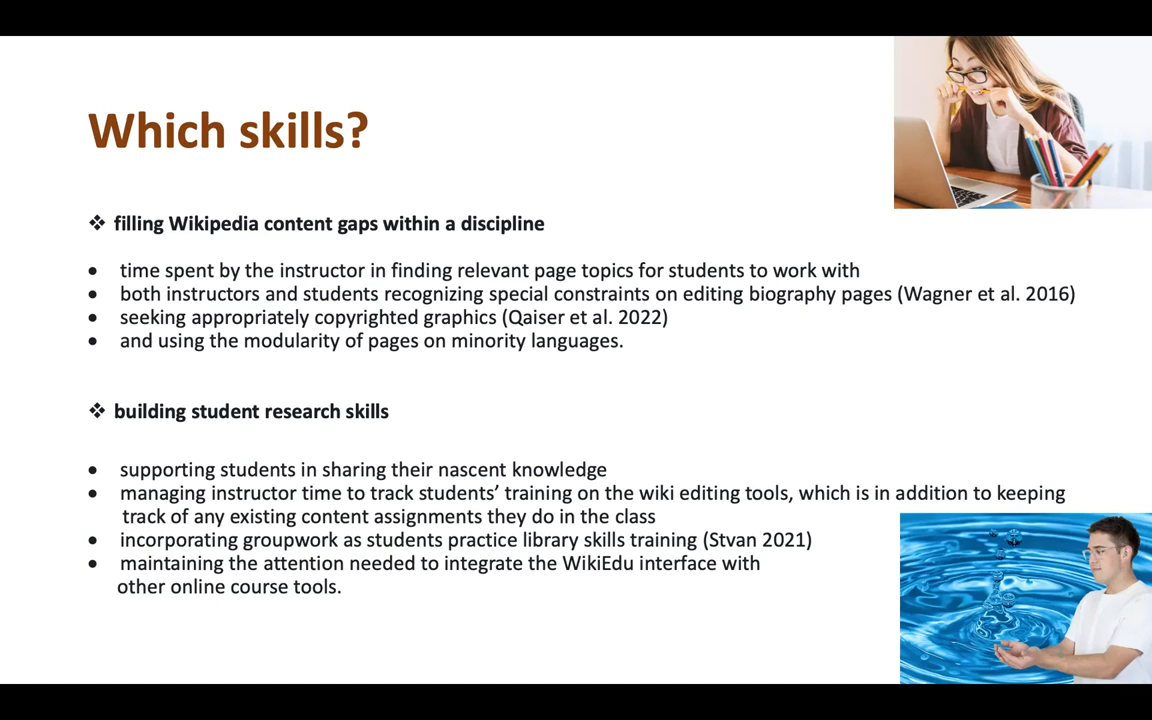 Which skills?
❖ filling Wikipedia content gaps within a discipline
• time spent by the instructor in finding relevant page topics for students to work with
• both instructors and students recognizing special constraints on editing biography pages (Wagner et al. 2016)
• seeking appropriately copyrighted graphics (Qaiser et al. 2022)
• and using the modularity of pages on minority languages.
❖ building student research skills
• supporting students in sharing their nascent knowledge
• managing instructor time to track students’ training on the wiki editing tools, which is in addition to keeping
track of any existing content assignments they do in the class
• incorporating groupwork as students practice library skills training (Stvan 2021)
• maintaining the attention needed to integrate the WikiEdu interface with
other online course tools.